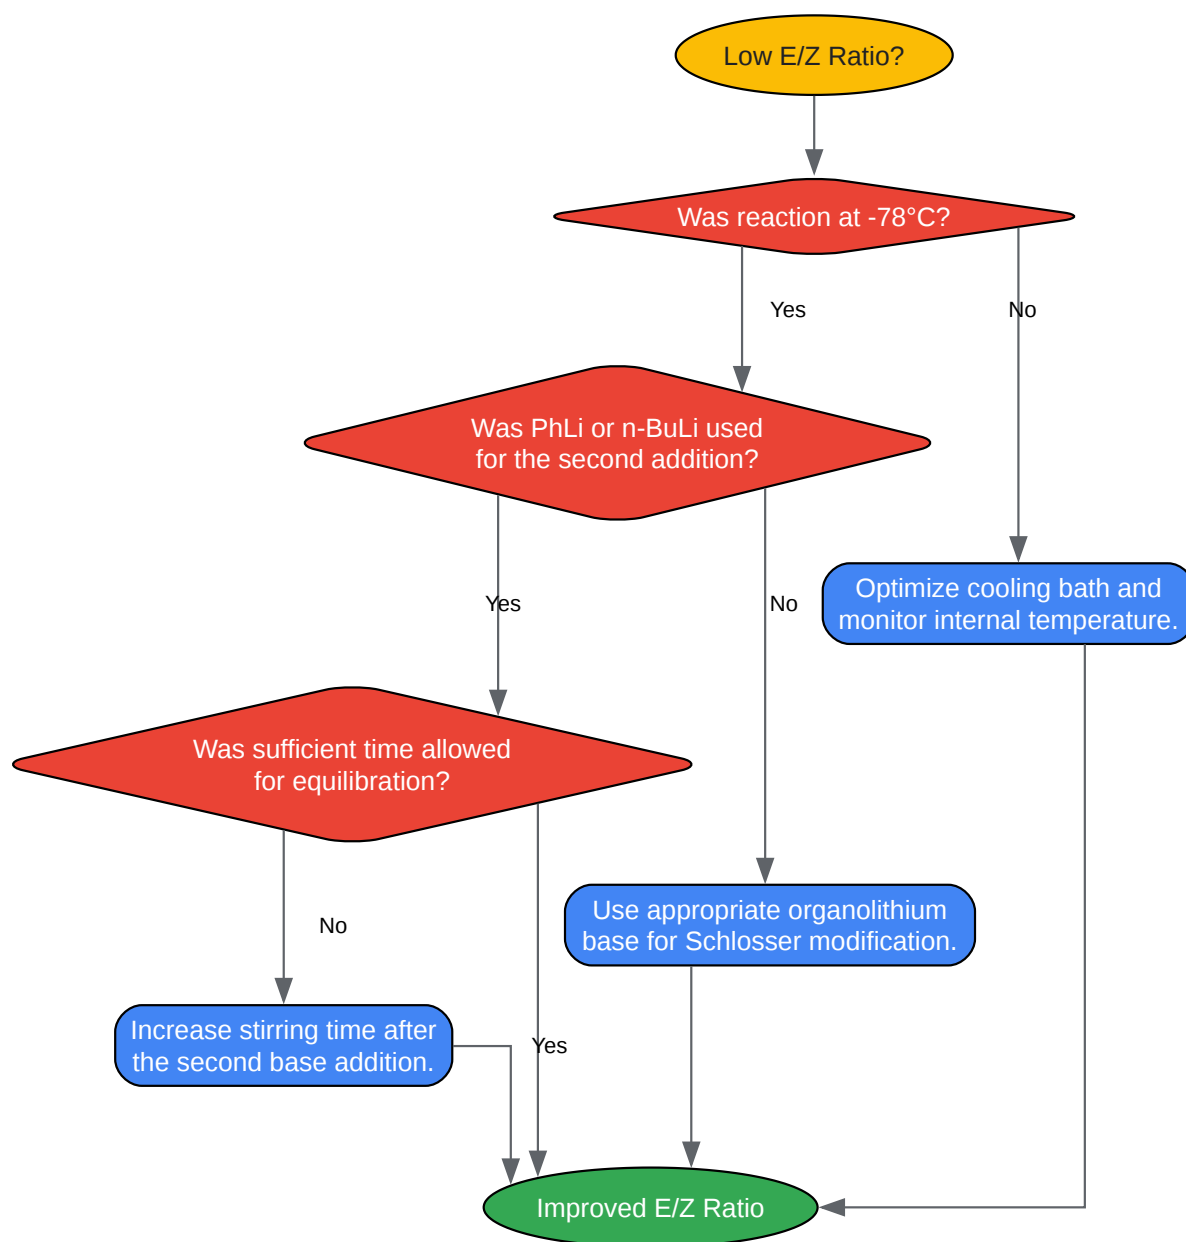 Low E/Z Ratio?
Was reaction at -78°C?
Yes
No
Was PhLi or n-BuLi used
for the second addition?
Yes
No
Optimize cooling bath and
monitor internal temperature.
Was sufficient time allowed
for equilibration?
No
Use appropriate organolithium
base for Schlosser modification.
Increase stirring time after
the second base addition.
Yes
Improved E/Z Ratio